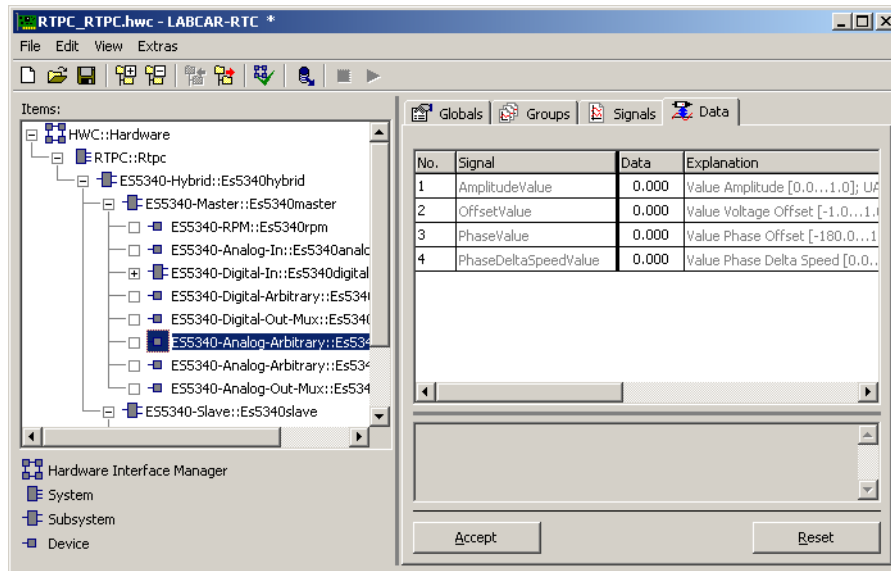 RTPC_RTPC.hwc - LABCAR-RTC *
File Edit View Extras
Items:
HWC::Hardware
RTPC::Rtpc
ES5340-Hybrid::Es5340hybrid
ES5340-Master::Es5340master
ES5340-RPM::Es5340rpm
ES5340-Analog-In::Es5340analo
ES5340-Digital-In::Es5340digital
ES5340-Digital-Arbitrary::Es534
ES5340-Digital-Out-Mux::Es534
ES5340-Analog-Arbitrary::Es534
ES5340-Analog-Arbitrary::Es534
ES5340-Analog-Out-Mux::Es534
ES5340-Slave::Es5340slave
Hardware Interface Manager
System
Subsystem
Device
Globals Groups Signals Data
No. Signal Data Explanation
1 AmplitudeValue 0.000 Value Amplitude [0.0...1.0]; UA
2 OffsetValue 0.000 Value Voltage Offset [-1.0...1.0
3 PhaseValue 0.000 Value Phase Offset [-180.0...1
4 PhaseDeltaSpeedValue 0.000 Value Phase Delta Speed [0.0..
Accept Reset